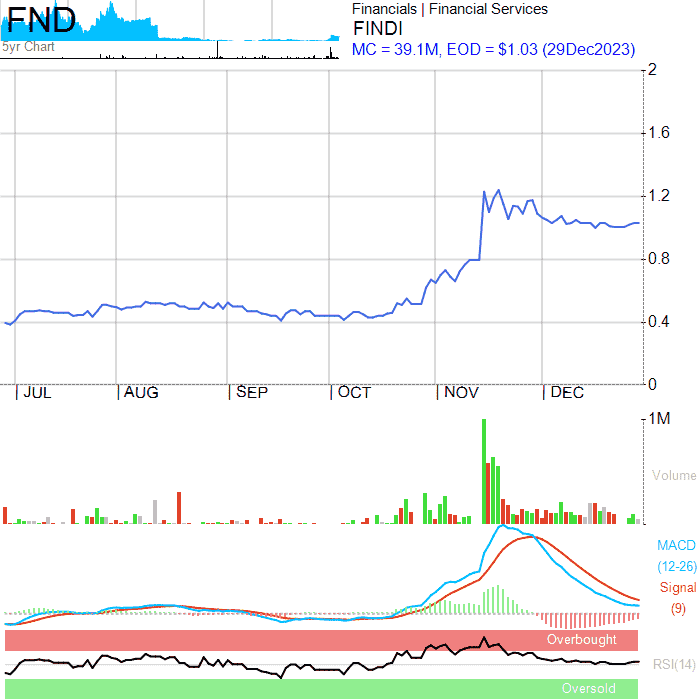 FND
5yr Chart
Financials | Financial Services
FINDI
MC = 39.1M, EOD = $1.03 (29Dec2023)
2
1.6
1.2
0.8
0.4
0
JUL AUG SEP OCT NOV DEC
1M
Volume
MACD
(12-26)
Signal
(9)
Overbought
RSI(14)
Oversold